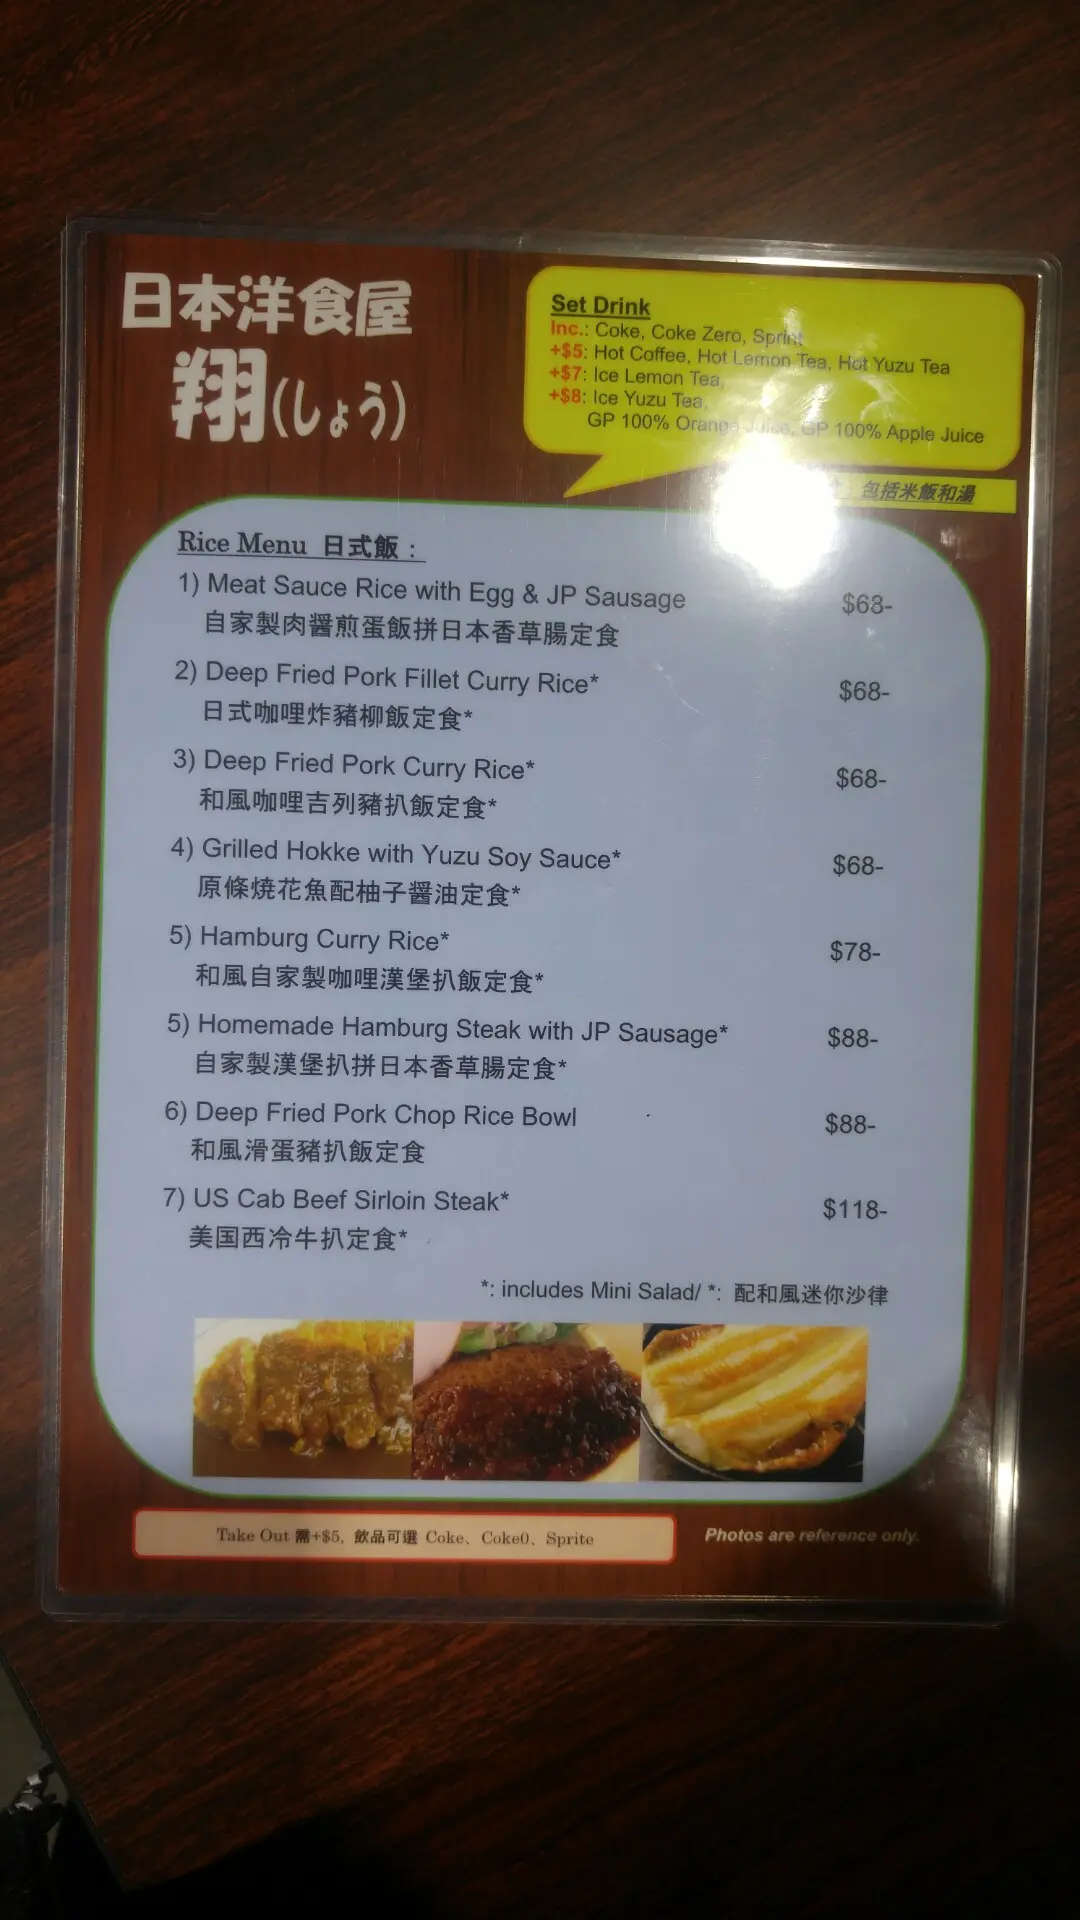 日本洋食屋
翔(しょう)
Set Drink
Inc.: Coke, Coke Zero, Sprint
+$5: Hot Coffee, Hot Lemon Tea, Hot Yuzu Tea
+$7: Ice Lemon Tea,
+$8: Ice Yuzu Tea,
GP 100% Orange Juice, GP 100% Apple Juice
包括米飯和湯
Rice Menu 日式飯：
1) Meat Sauce Rice with Egg & JP Sausage $68-
自家製肉醬煎蛋飯拼日本香草腸定食
2) Deep Fried Pork Fillet Curry Rice* $68-
日式咖哩炸豬柳飯定食*
3) Deep Fried Pork Curry Rice* $68-
和風咖哩吉列豬扒飯定食*
4) Grilled Hokke with Yuzu Soy Sauce* $68-
原條燒花魚配柚子醬油定食*
5) Hamburg Curry Rice* $78-
和風自家製咖哩漢堡扒飯定食*
5) Homemade Hamburg Steak with JP Sausage* $88-
自家製漢堡扒拼日本香草腸定食*
6) Deep Fried Pork Chop Rice Bowl $88-
和風滑蛋豬扒飯定食
7) US Cab Beef Sirloin Steak* $118-
美国西冷牛扒定食*
*: includes Mini Salad/ *: 配和風迷你沙律
Take Out 需+$5, 飲品可選 Coke、Coke0、Sprite
Photos are reference only.